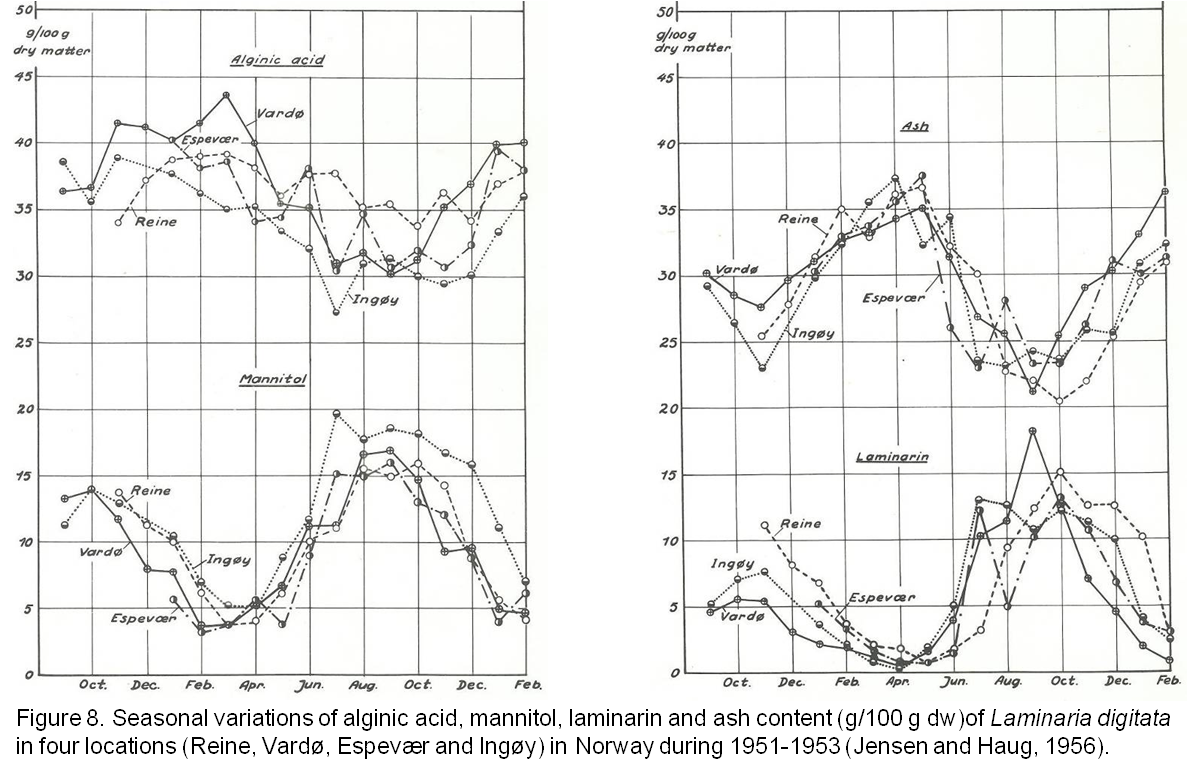 50
g/100 g
dry matter
Alginic acid
45
Vardø
40
Espevær
35
Reine
30
Ingøy
25
Mannitol
20
15
Reine
10
Vardø
Ingøy
5
Espevær
0
Oct. Dec. Feb. Apr. Jun. Aug. Oct. Dec. Feb.
50
g/100g
dry matter
45
Ash
40
35
Reine
30
Vardø
Espevær
25
Ingøy
20
Laminarin
15
Reine
10
Ingøy
5
Espevær
Vardø
0
Oct. Dec. Feb. Apr. Jun. Aug. Oct. Dec. Feb.
Figure 8. Seasonal variations of alginic acid, mannitol, laminarin and ash content (g/100 g dw)of Laminaria digitata
in four locations (Reine, Vardø, Espevær and Ingøy) in Norway during 1951-1953 (Jensen and Haug, 1956).